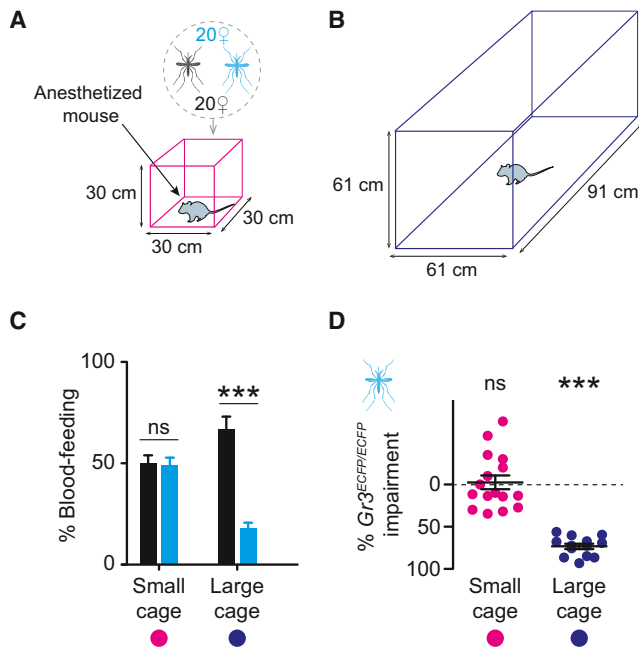 A
20♀
Anesthetized
mouse
20♀
30 cm
30 cm
30 cm
B
61 cm
91 cm
61 cm
C
100
***
ns
50
% Blood-feeding
0
Small
cage
Large
cage
D
ns
***
% Gr3ECFP/ECFP
impairment
0
50
100
Small
cage
Large
cage